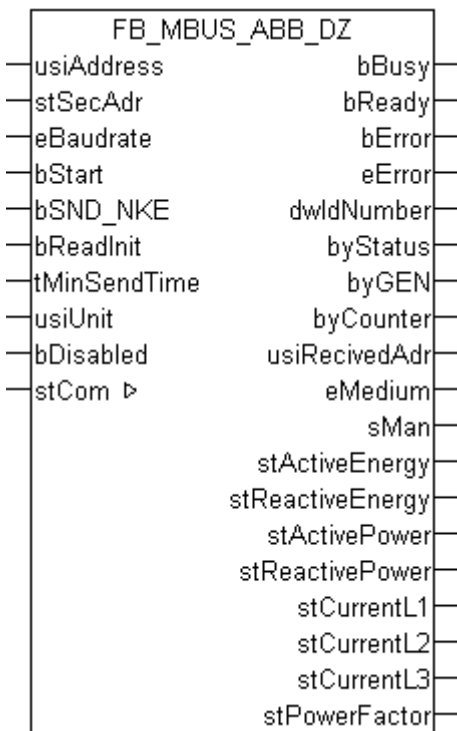 FB_MBUS_ABB_DZ
usiAddress bBusy
stSecAdr bReady
eBaudrate bError
bStart eError
bSND_NKE dwIdNumber
bReadInit byStatus
tMinSendTime byGEN
usiUnit byCounter
bDisabled usiRecivedAdr
stCom ▷ eMedium
sMan
stActiveEnergy
stReactiveEnergy
stActivePower
stReactivePower
stCurrentL1
stCurrentL2
stCurrentL3
stPowerFactor